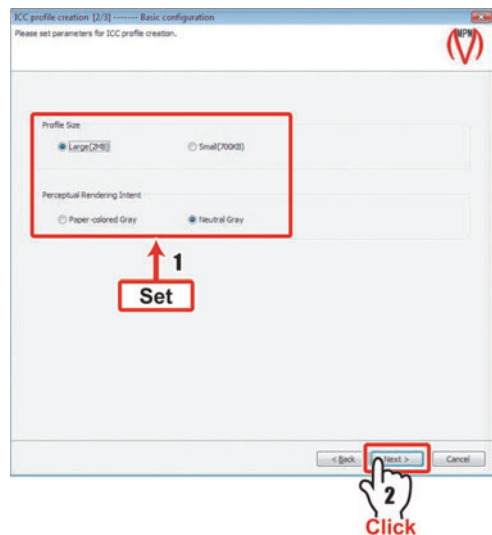 ICC profile creation [2/3] ------- Basic configuration
Please set parameters for ICC profile creation.
MPM
Profile Size
Large(2MB)
Small(700KB)
Perceptual Rendering Intent
Paper-colored Gray
Neutral Gray
1
Set
< Back
Next >
Cancel
2
Click